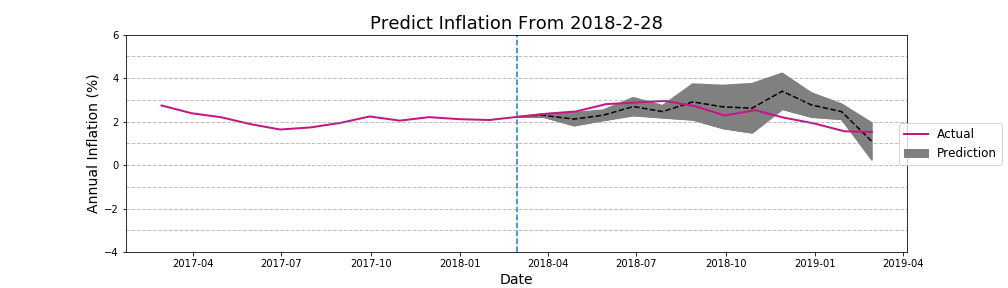 Predict Inflation From 2018-2-28
Annual Inflation (%)
6
4
2
0
−2
−4
2017-04 2017-07 2017-10 2018-01 2018-04 2018-07 2018-10 2019-01 2019-04
Date
Actual
Prediction